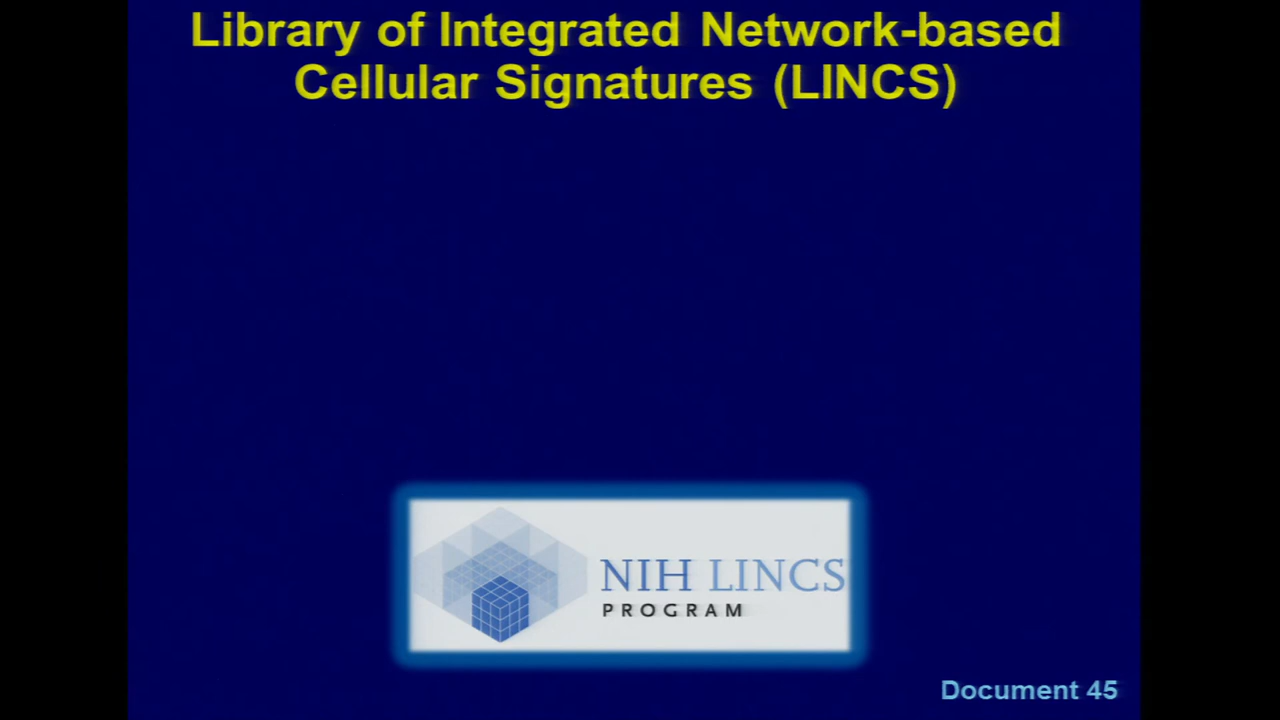 Library of Integrated Network-based
Cellular Signatures (LINCS)
NIH LINCS
PROGRAM
Document 45